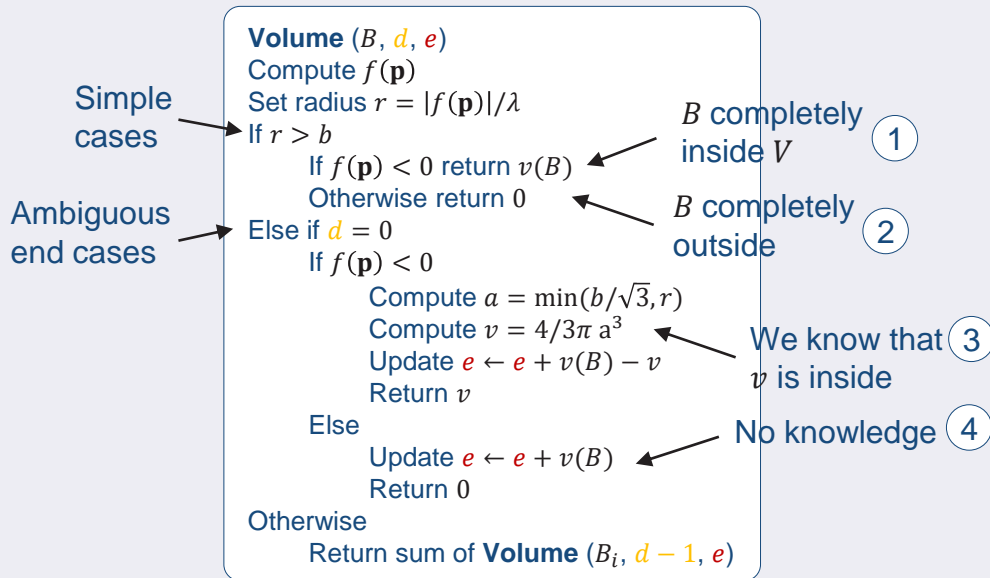 Volume (B, d, e)
Compute f(p)
Set radius r = |f(p)|/λ
If r > b
If f(p) < 0 return v(B)
Otherwise return 0
Else if d = 0
If f(p) < 0
Compute a = min(b/√3, r)
Compute v = 4/3π a³
Update e ← e + v(B) − v
Return v
Else
Update e ← e + v(B)
Return 0
Otherwise
Return sum of Volume (Bᵢ, d − 1, e)
Simple
cases
Ambiguous
end cases
B completely
inside V
1
B completely
outside
2
We know that
v is inside
3
No knowledge
4